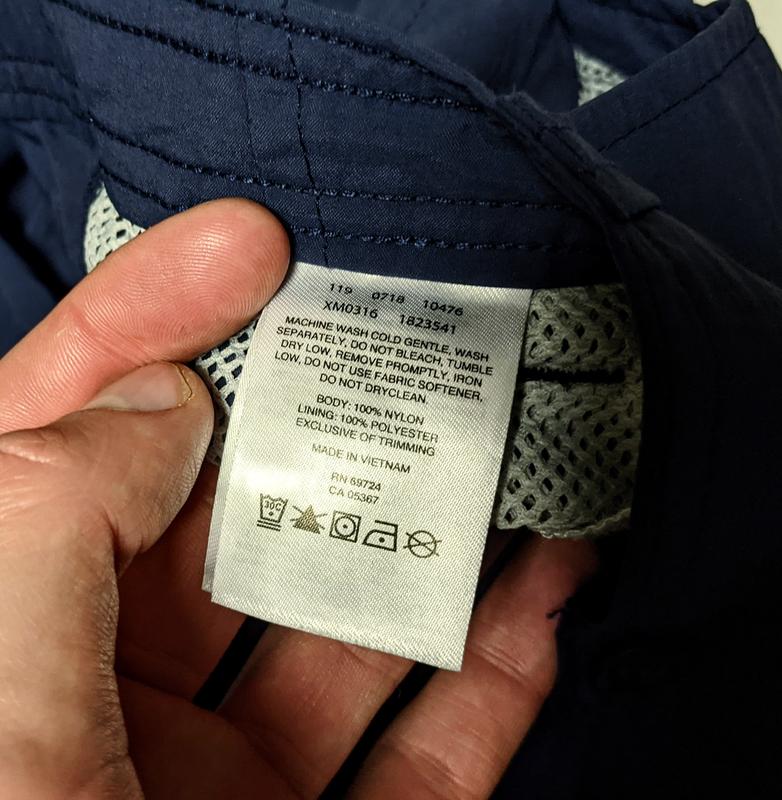 119 0718 10476
XM0316 1823541
MACHINE WASH COLD GENTLE, WASH
SEPARATELY, DO NOT BLEACH, TUMBLE
DRY LOW, REMOVE PROMPTLY, IRON
LOW, DO NOT USE FABRIC SOFTENER,
DO NOT DRYCLEAN.
BODY: 100% NYLON
LINING: 100% POLYESTER
EXCLUSIVE OF TRIMMING
MADE IN VIETNAM
RN 69724
CA 05367
30C